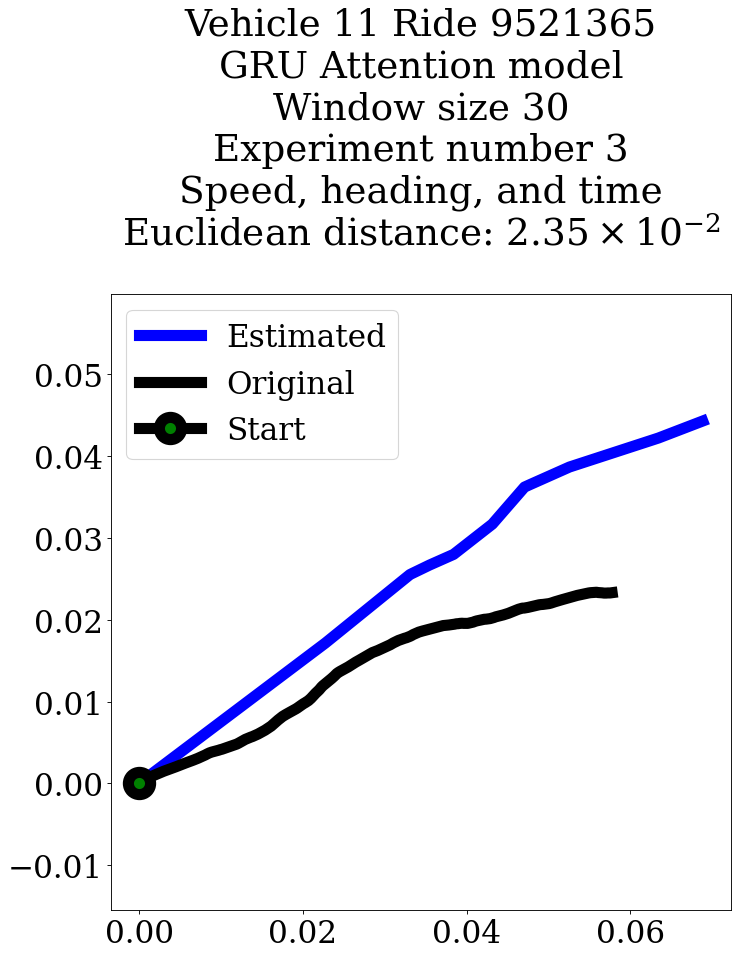 Vehicle 11 Ride 9521365
GRU Attention model
Window size 30
Experiment number 3
Speed, heading, and time
Euclidean distance: 2.35 × 10⁻²
Estimated
Original
Start
0.05
0.04
0.03
0.02
0.01
0.00
−0.01
0.00 0.02 0.04 0.06